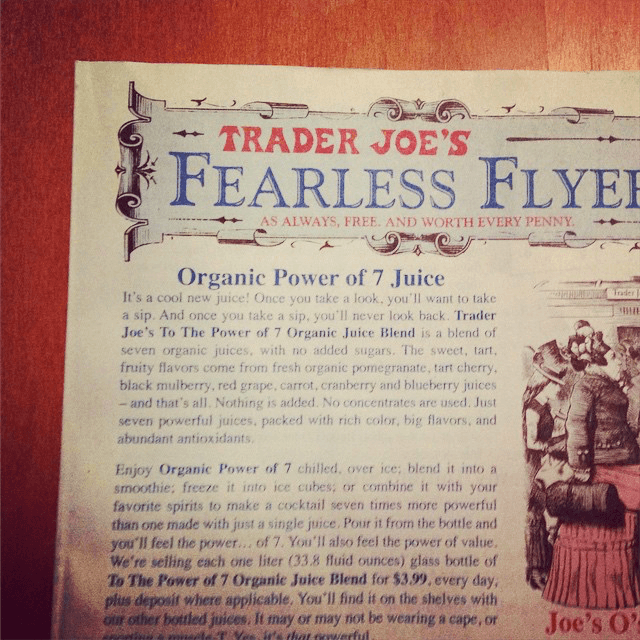 TRADER JOE'S
FEARLESS FLYER
AS ALWAYS, FREE. AND WORTH EVERY PENNY.
Organic Power of 7 Juice
It's a cool new juice! Once you take a look, you'll want to take
a sip. And once you take a sip, you'll never look back. Trader
Joe's To The Power of 7 Organic Juice Blend is a blend of
seven organic juices, with no added sugars. The sweet, tart,
fruity flavors come from fresh organic pomegranate, tart cherry,
black mulberry, red grape, carrot, cranberry and blueberry juices
– and that's all. Nothing is added. No concentrates are used. Just
seven powerful juices, packed with rich color, big flavors, and
abundant antioxidants.
Enjoy Organic Power of 7 chilled, over ice; blend it into a
smoothie; freeze it into ice cubes; or combine it with your
favorite spirits to make a cocktail seven times more powerful
than one made with just a single juice. Pour it from the bottle and
you'll feel the power... of 7. You'll also feel the power of value.
We're selling each one liter (33.8 fluid ounces) glass bottle of
To The Power of 7 Organic Juice Blend for $3.99, every day,
plus deposit where applicable. You'll find it on the shelves with
our other bottled juices. It may or may not be wearing a cape, or
sporting a muscle-T. Yes, it's that powerful.
Trader J
Joe's O's